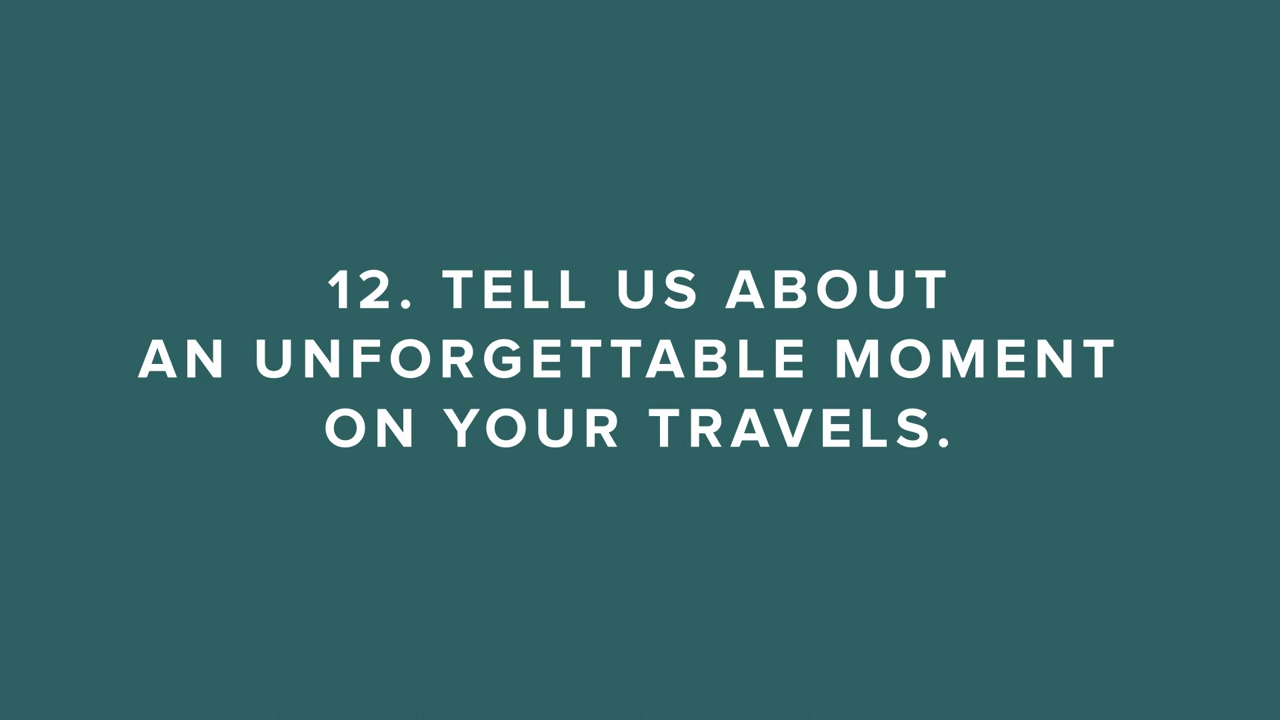 12. TELL US ABOUT
AN UNFORGETTABLE MOMENT
ON YOUR TRAVELS.